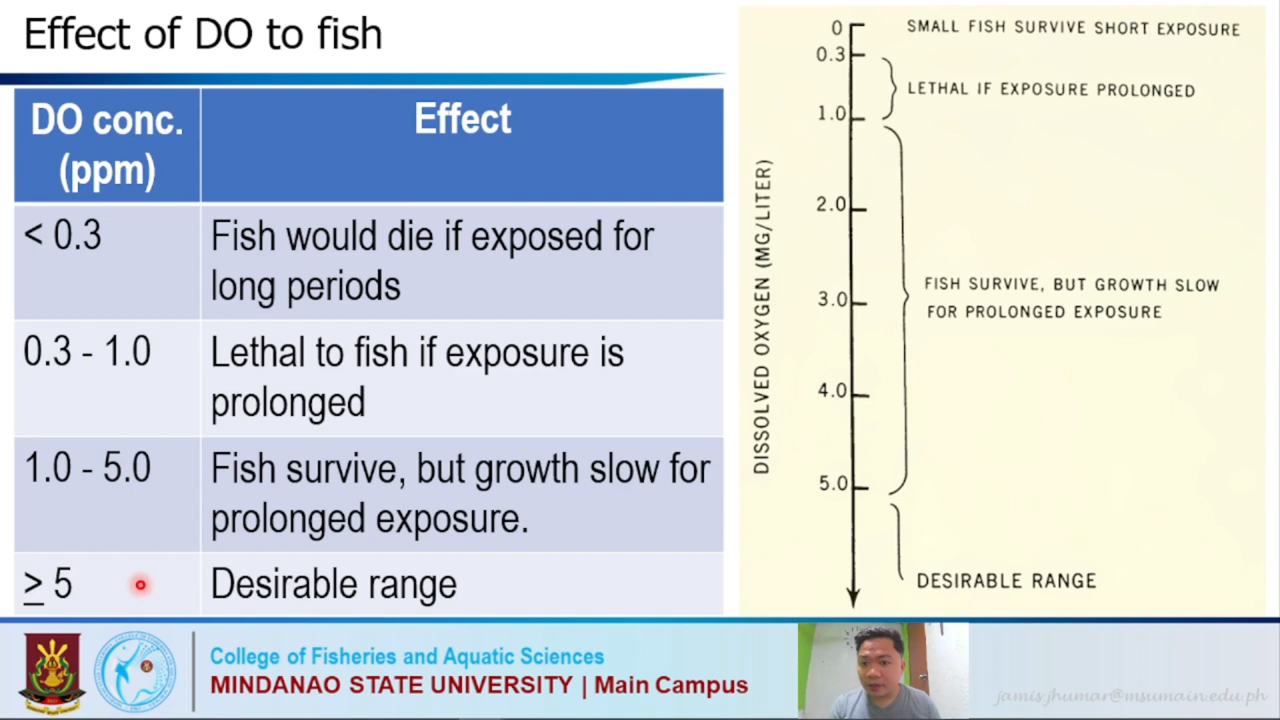 Effect of DO to fish
DO conc.
(ppm)
Effect
< 0.3
Fish would die if exposed for
long periods
0.3 - 1.0
Lethal to fish if exposure is
prolonged
1.0 - 5.0
Fish survive, but growth slow for
prolonged exposure.
≥ 5
Desirable range
DISSOLVED OXYGEN (MG/LITER)
0
SMALL FISH SURVIVE SHORT EXPOSURE
0.3
LETHAL IF EXPOSURE PROLONGED
1.0
2.0
FISH SURVIVE, BUT GROWTH SLOW
3.0
FOR PROLONGED EXPOSURE
4.0
5.0
DESIRABLE RANGE
College of Fisheries and Aquatic Sciences
MINDANAO STATE UNIVERSITY | Main Campus
jamis.jhumar@msumain.edu.ph